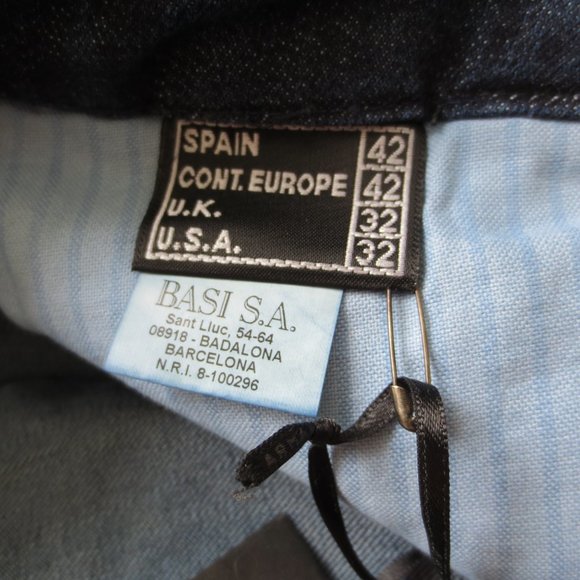 SPAIN 42
CONT. EUROPE 42
U.K. 32
U.S.A. 32
BASI S.A.
Sant Lluc, 54-64
08918 - BADALONA
BARCELONA
N.R.I. 8-100296